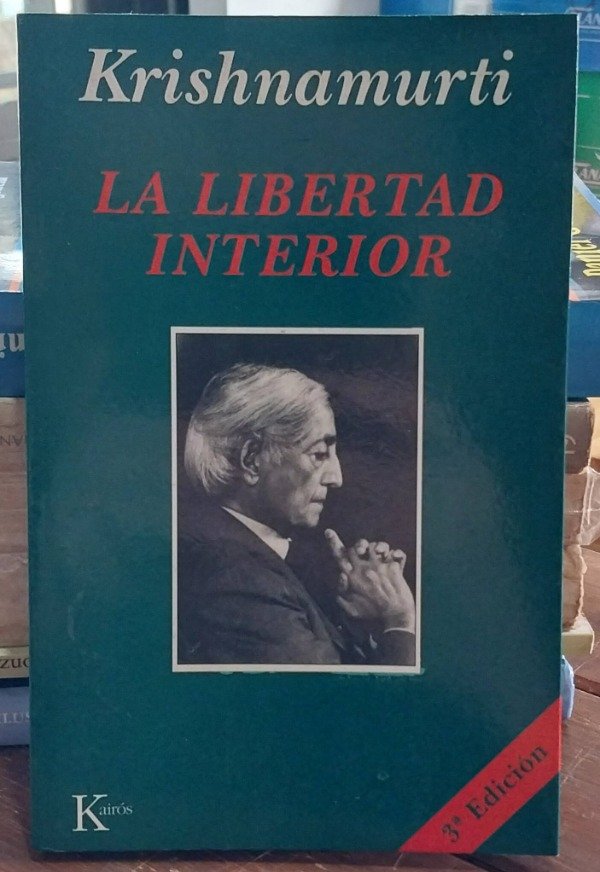 Krishnamurti
LA LIBERTAD
INTERIOR
Kairós
3ª Edición